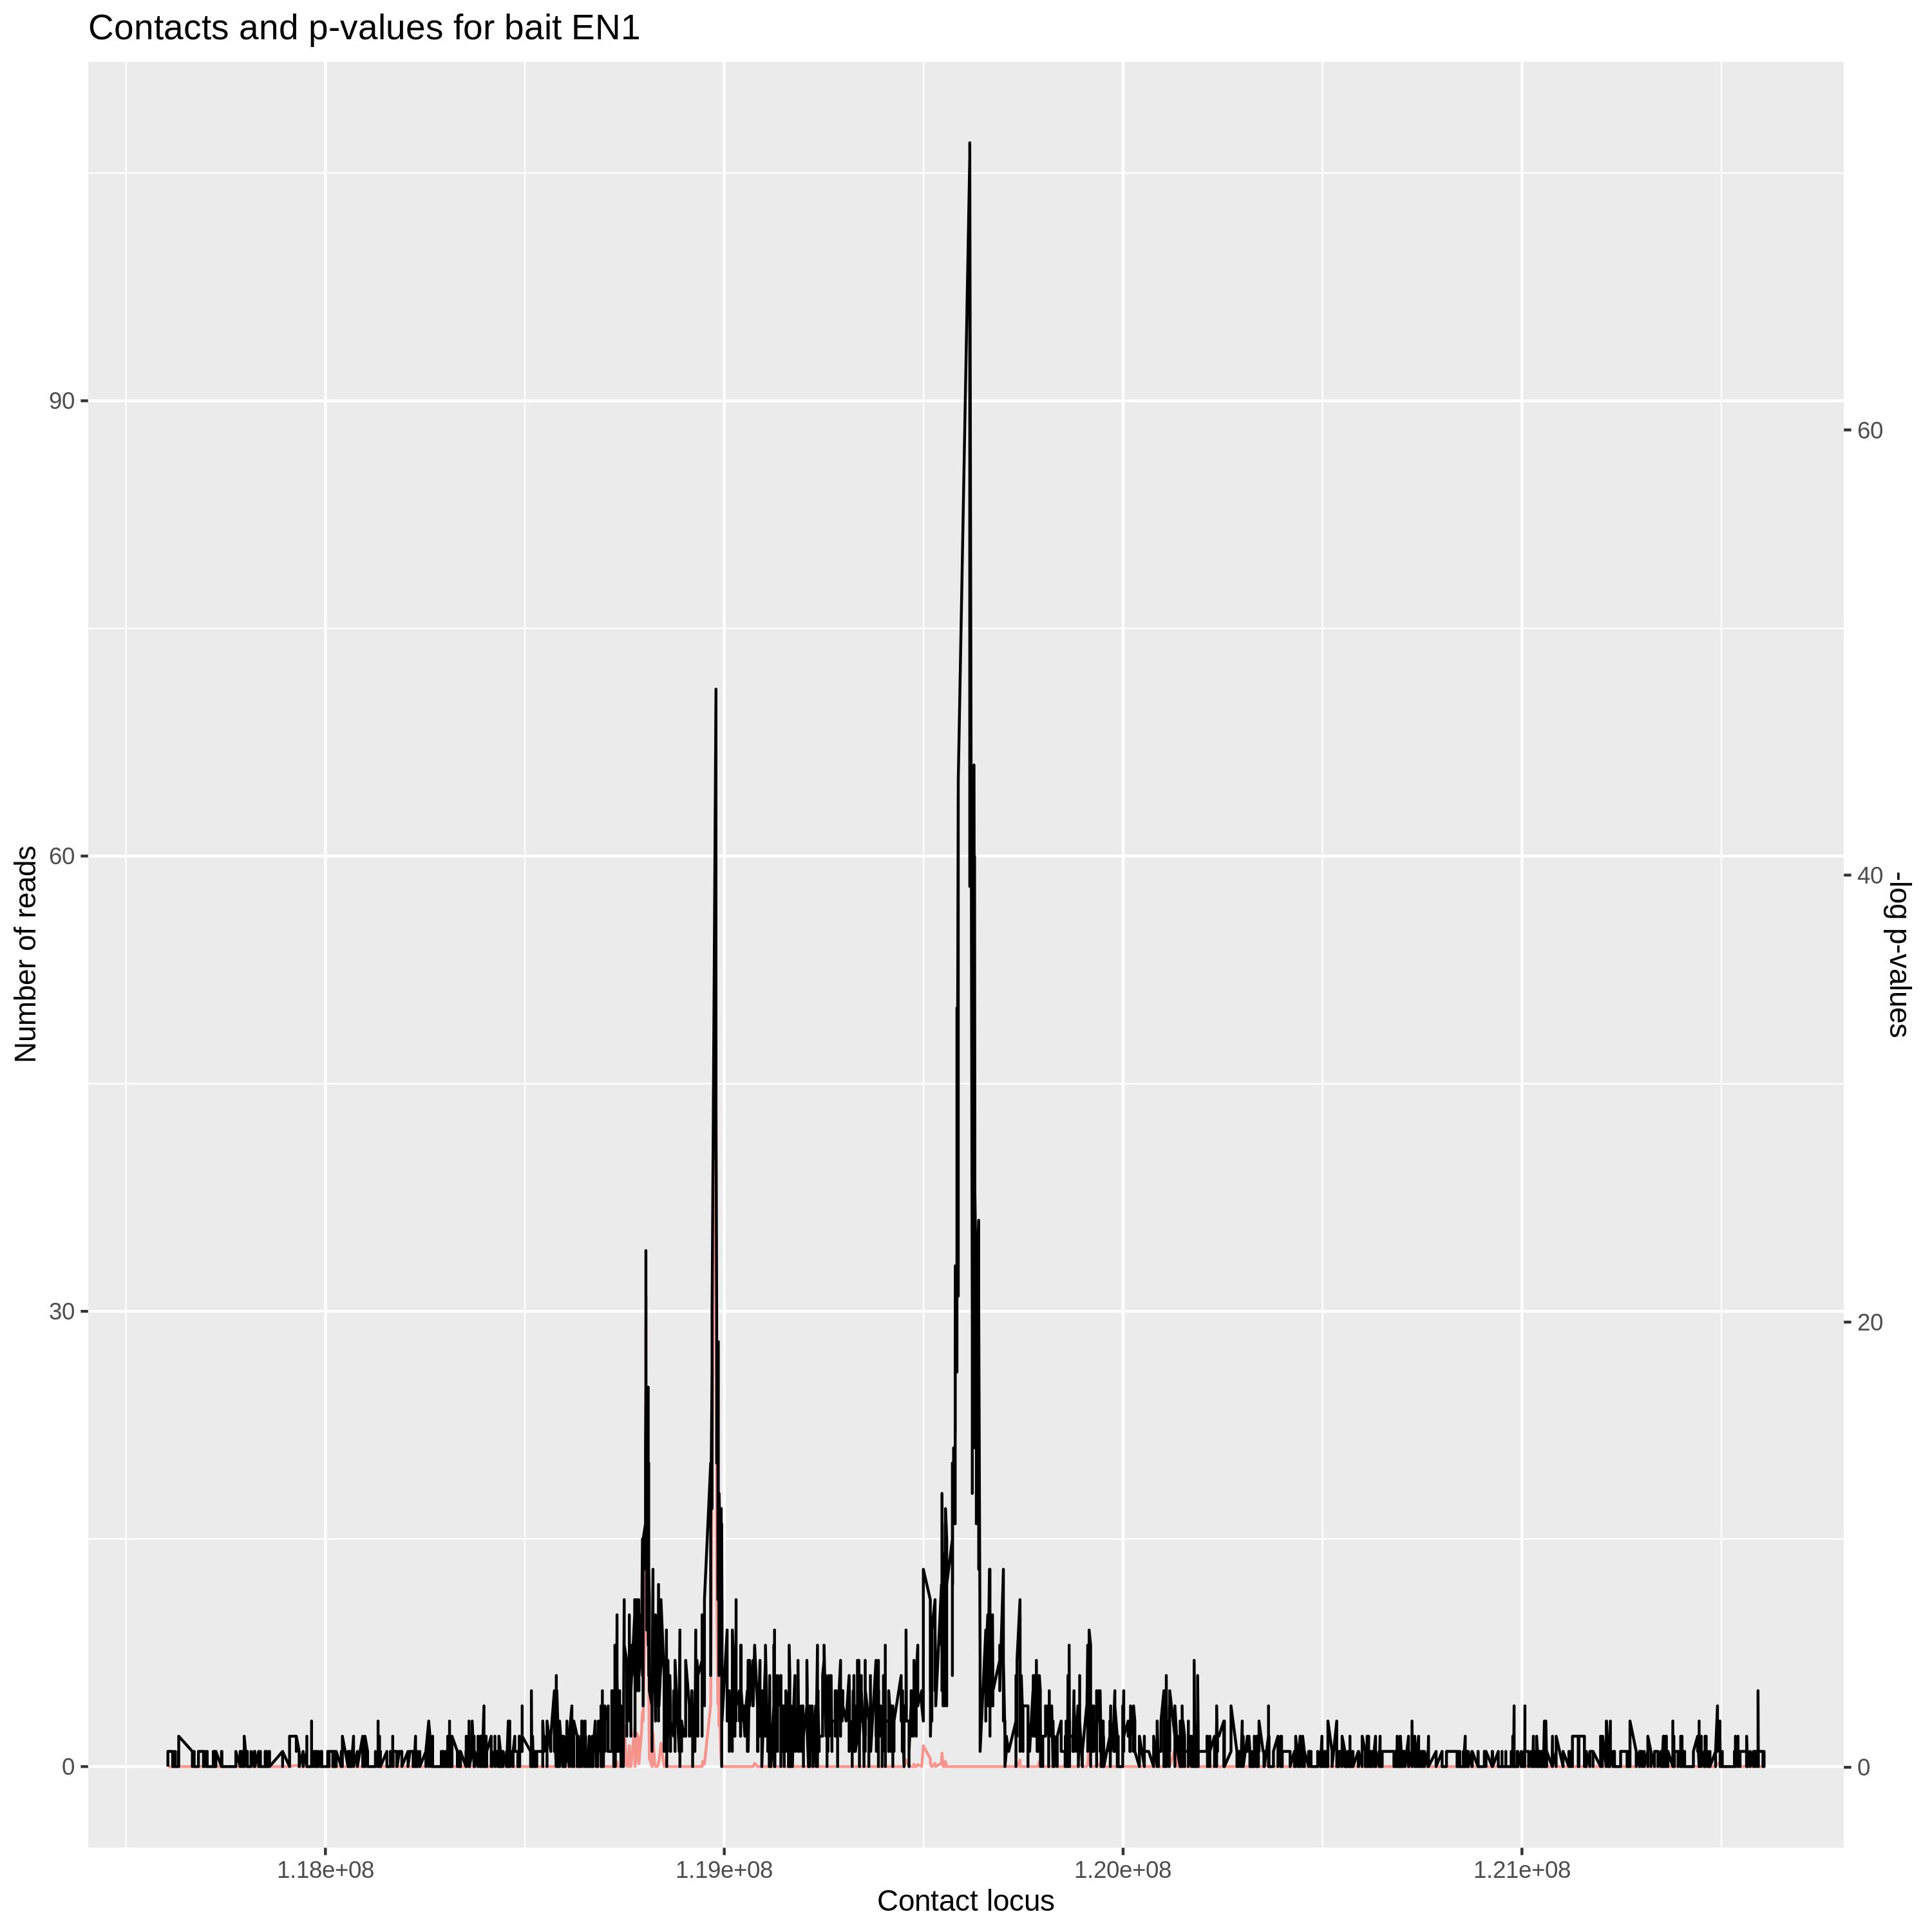 Contacts and p-values for bait EN1
90
60
30
0
Number of reads
60
40
20
0
-log p-values
1.18e+08
1.19e+08
1.20e+08
1.21e+08
Contact locus